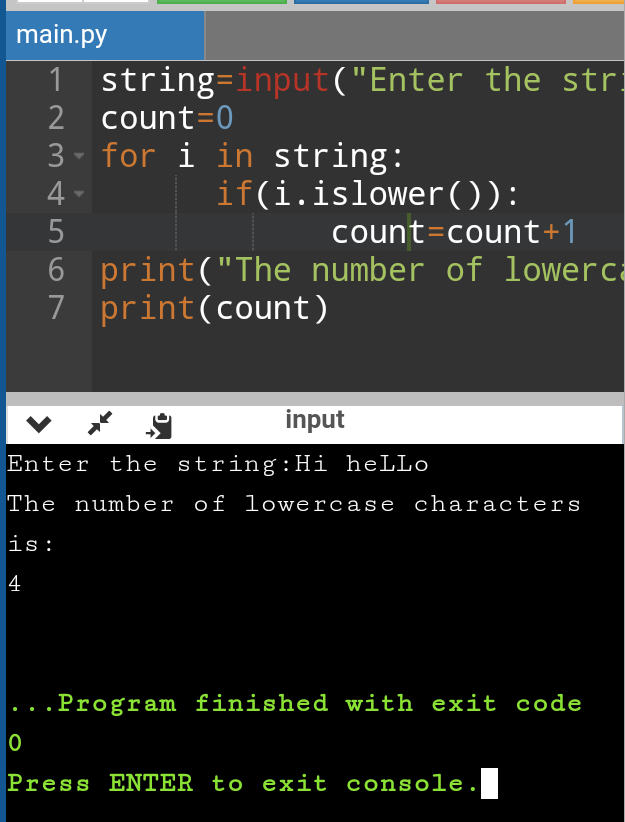 main.py
1 string=input("Enter the str
2 count=0
3 for i in string:
4 if(i.islower()):
5 count=count+1
6 print("The number of lowerc
7 print(count)
input
Enter the string:Hi heLLo
The number of lowercase characters
is:
4
...Program finished with exit code
0
Press ENTER to exit console.